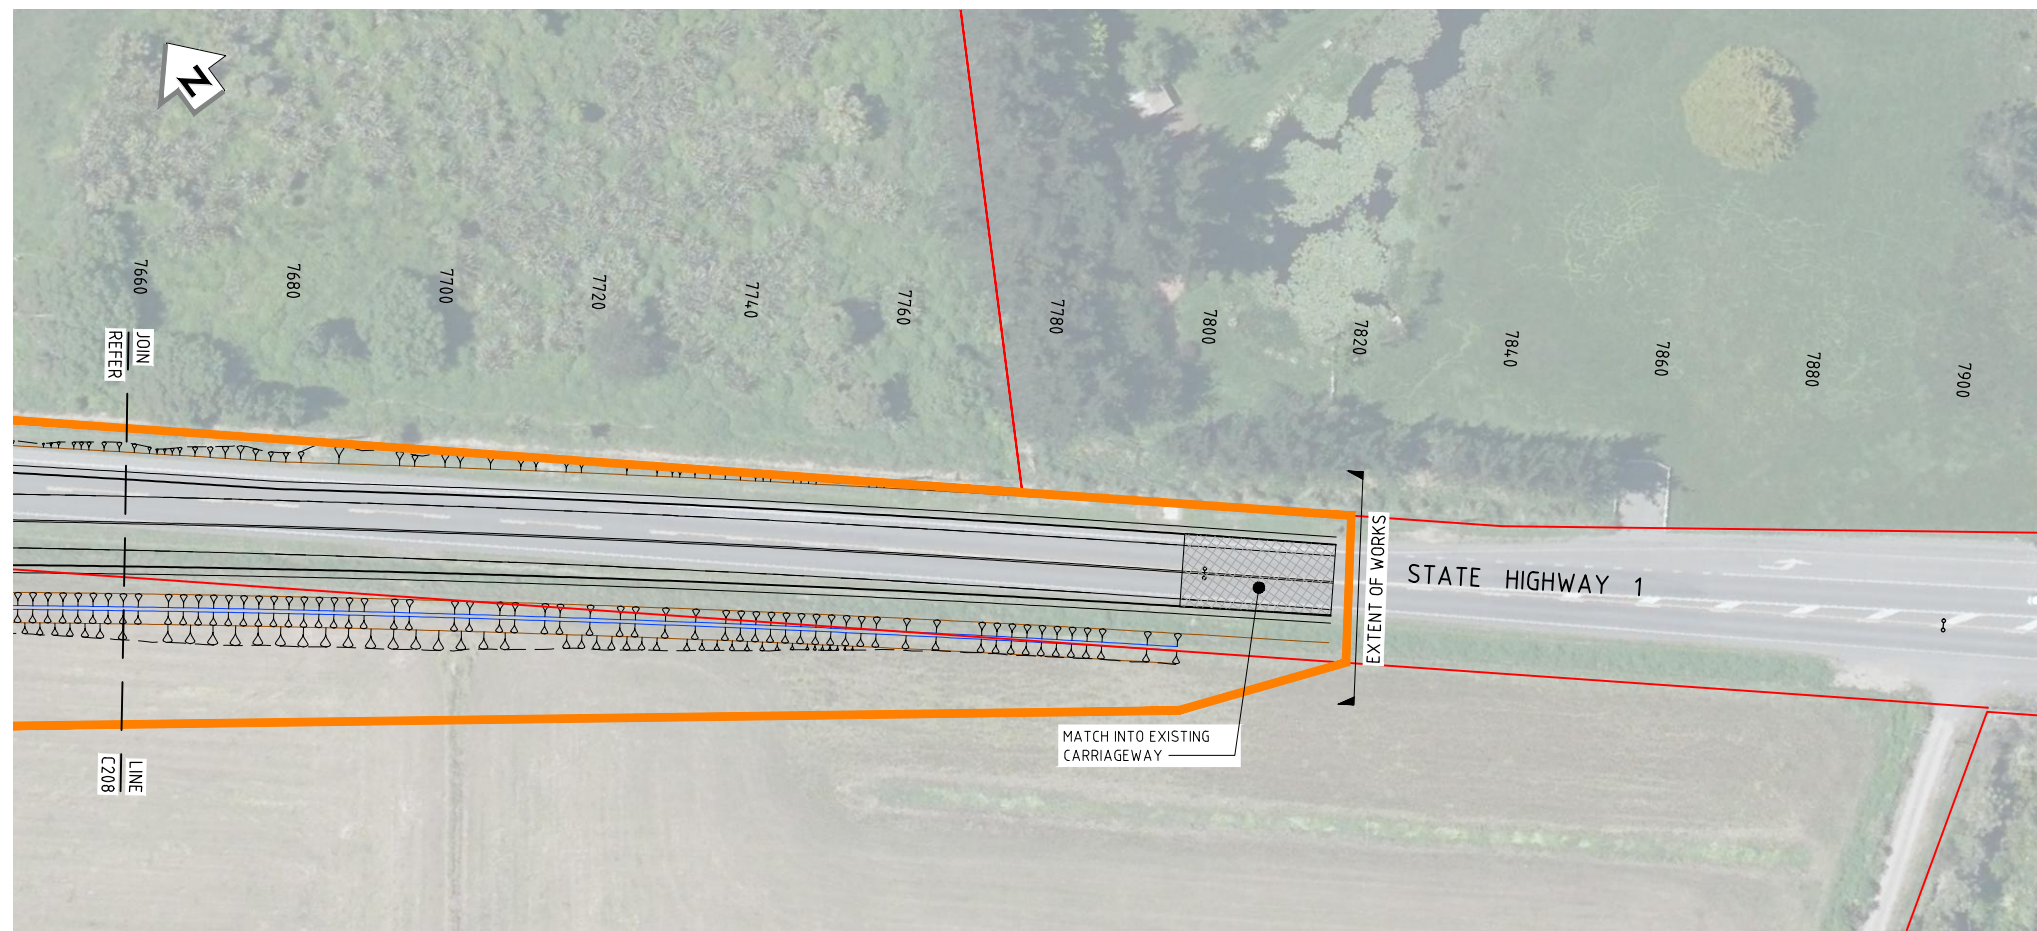 N
7660
7680
7700
7720
7740
7760
7780
7800
7820
7840
7860
7880
7900
JOIN
REFER
EXTENT OF WORKS
STATE HIGHWAY 1
MATCH INTO EXISTING
CARRIAGEWAY
LINE
C208